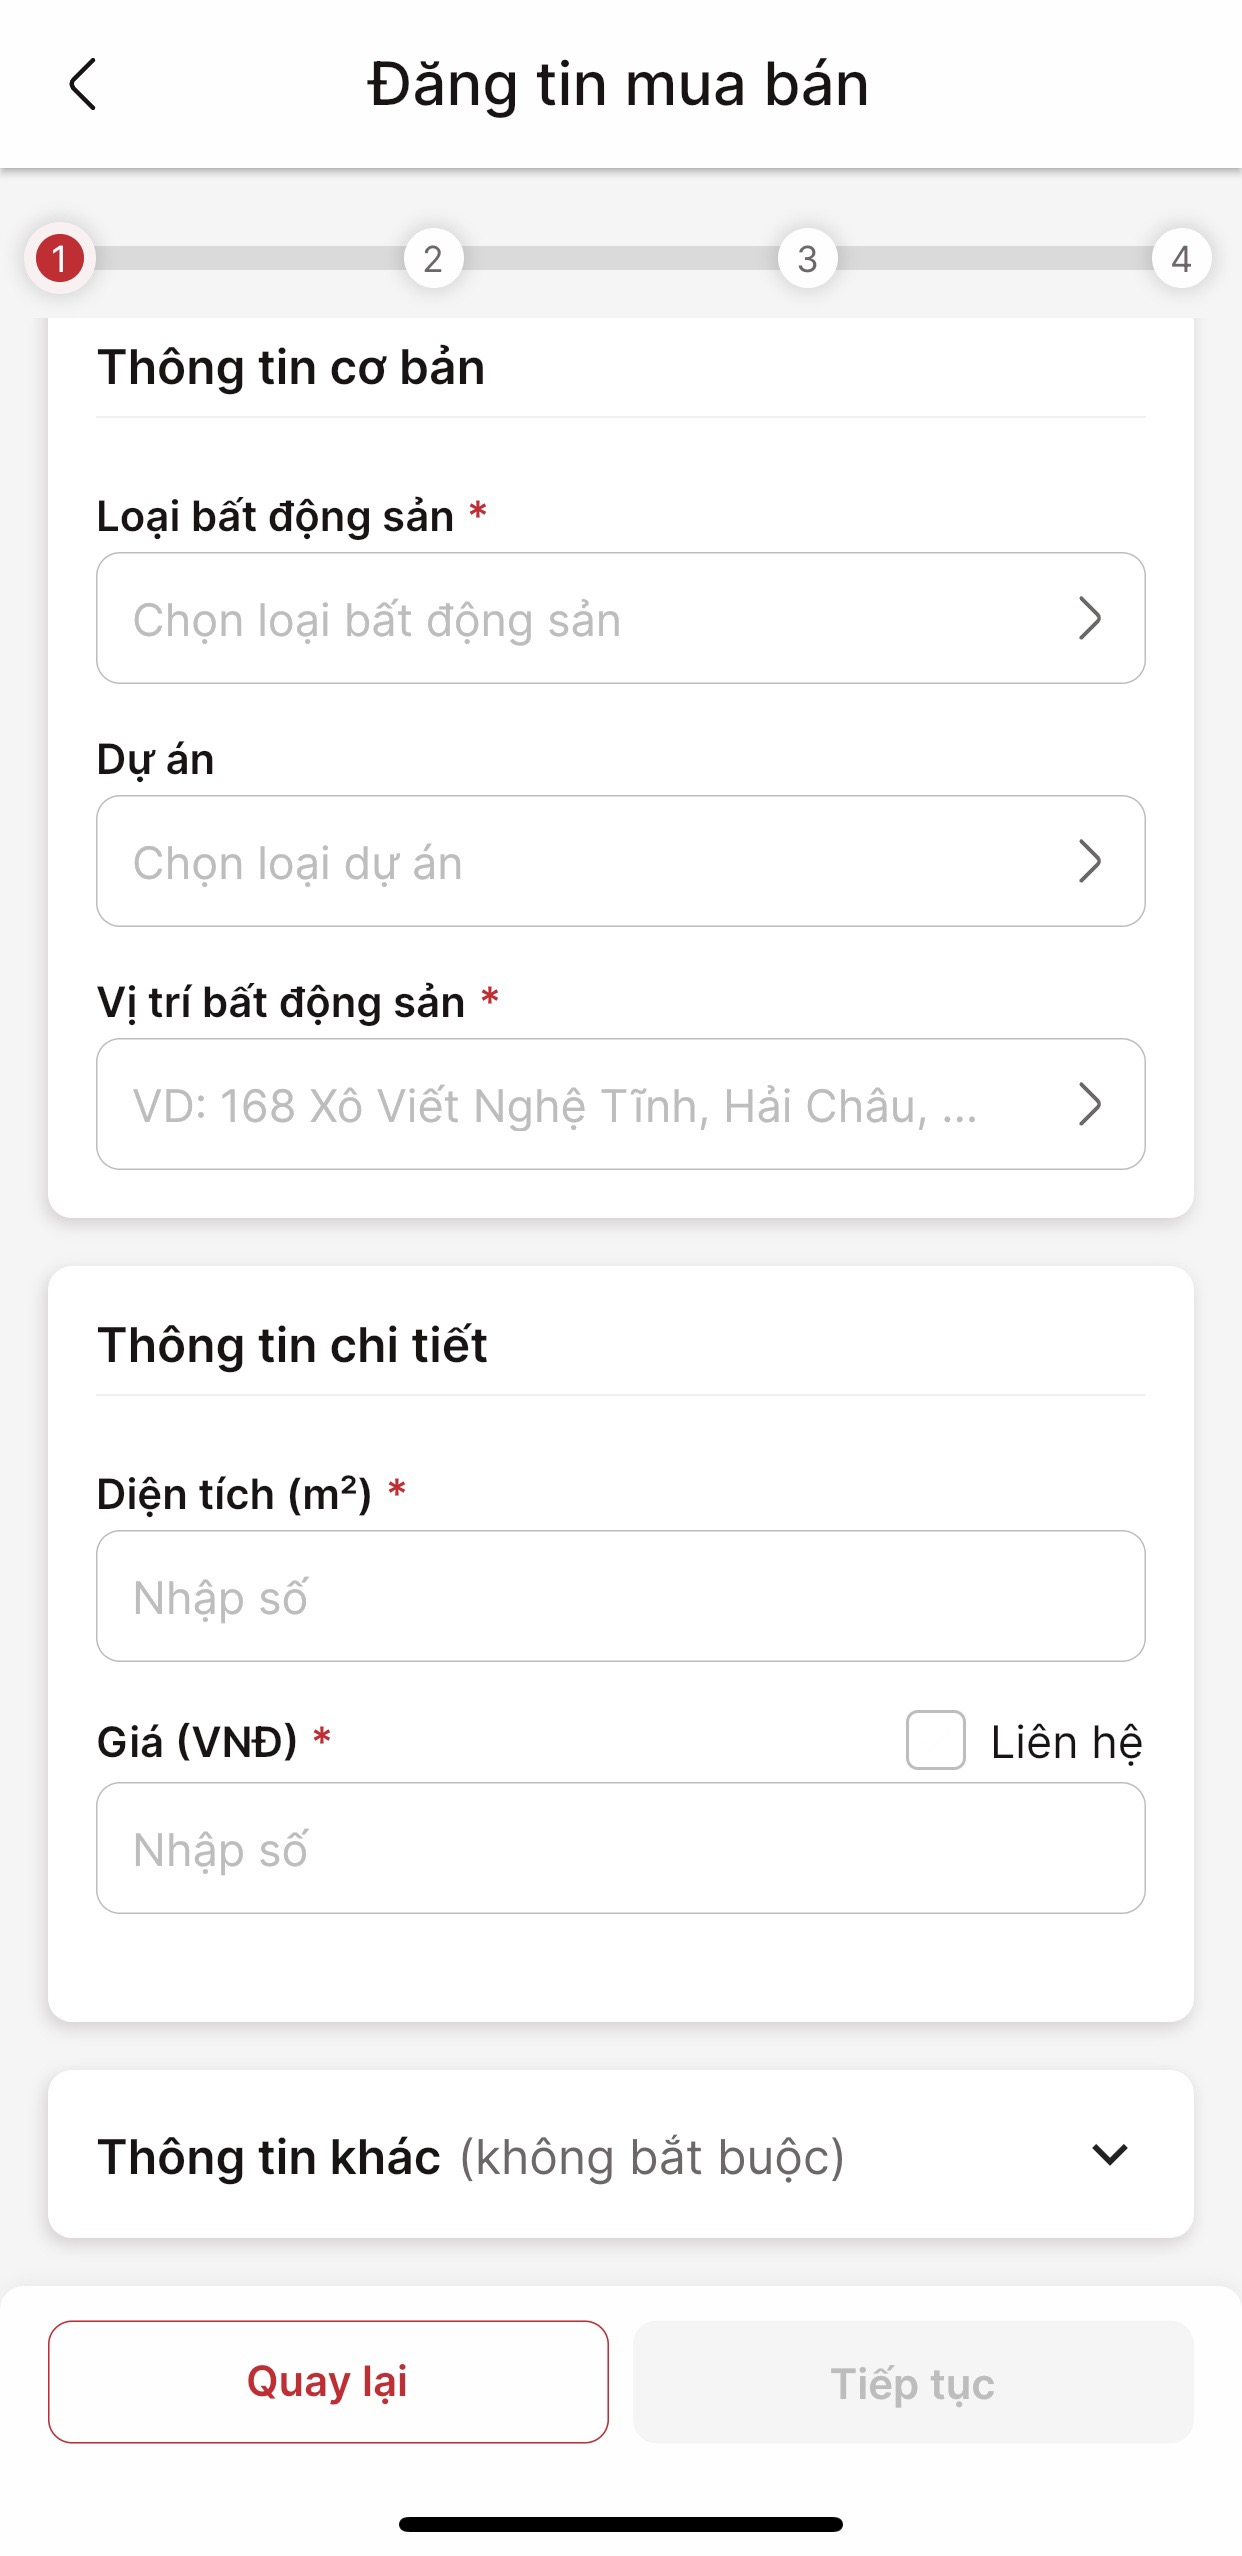 Đăng tin mua bán
1
2
3
4
Thông tin cơ bản
Loại bất động sản *
Chọn loại bất động sản
Dự án
Chọn loại dự án
Vị trí bất động sản *
VD: 168 Xô Viết Nghệ Tĩnh, Hải Châu, ...
Thông tin chi tiết
Diện tích (m²) *
Nhập số
Giá (VNĐ) *
Liên hệ
Nhập số
Thông tin khác (không bắt buộc)
Quay lại
Tiếp tục